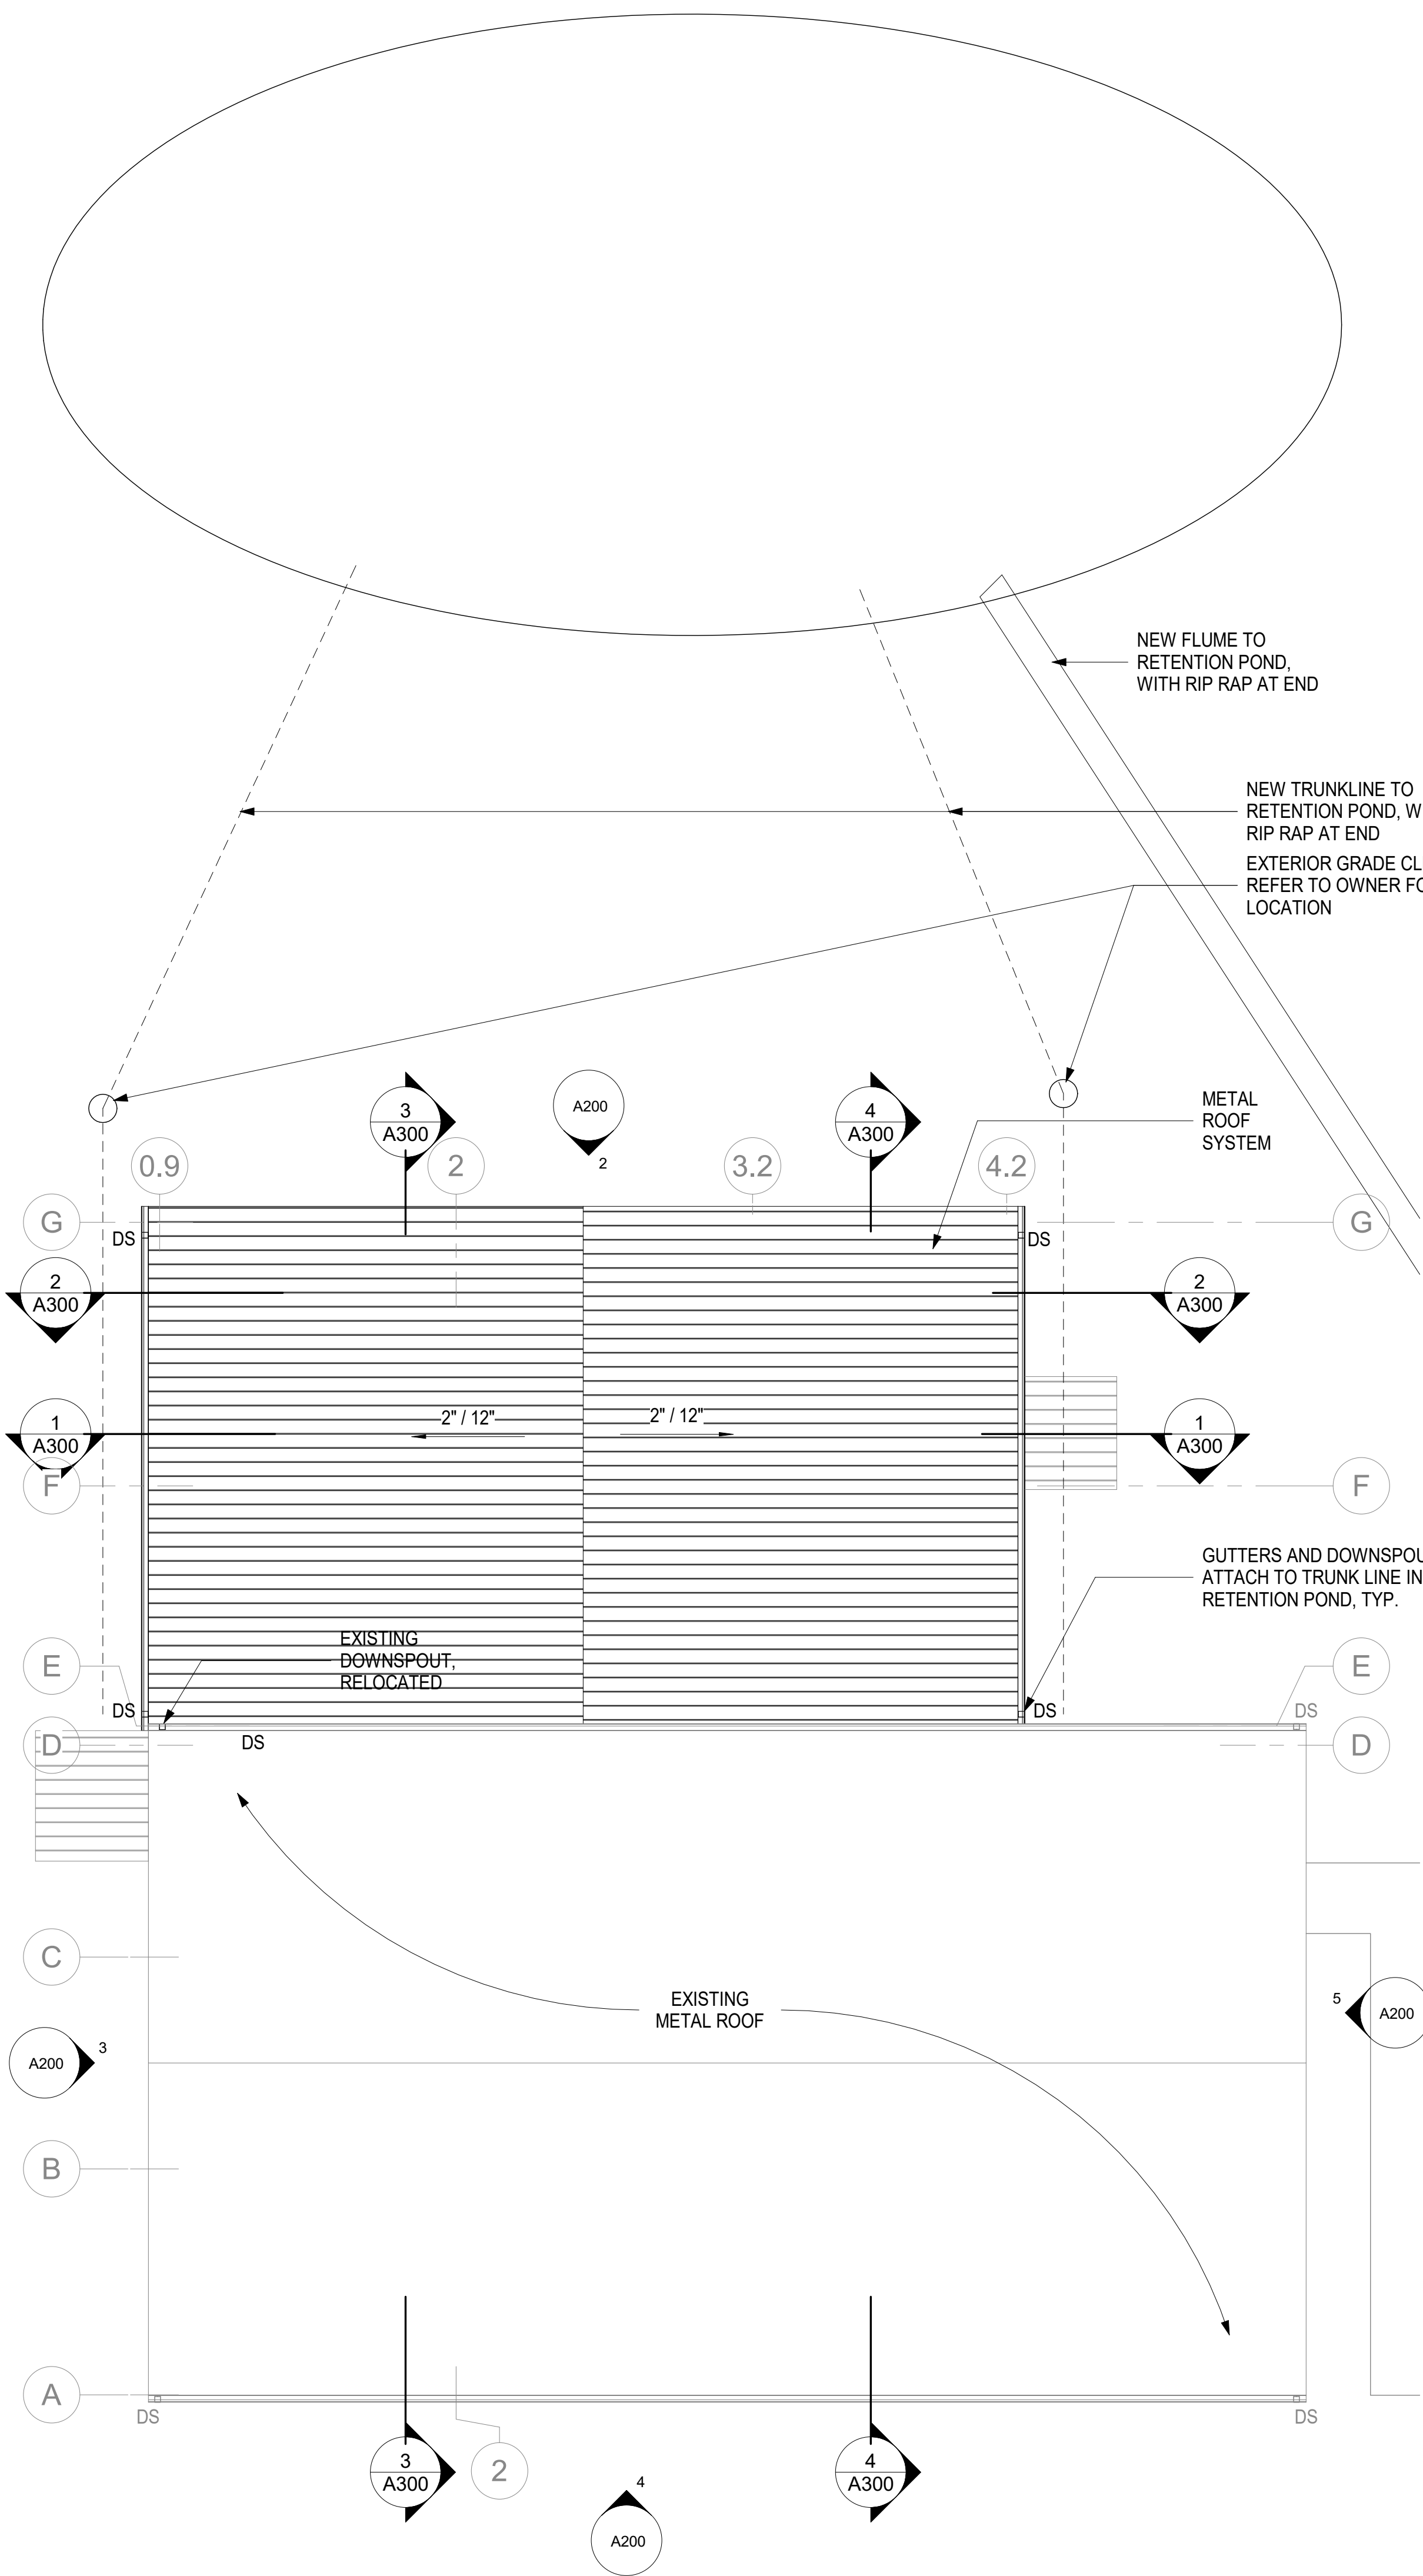 NEW FLUME TO
RETENTION POND,
WITH RIP RAP AT END
NEW TRUNKLINE TO
RETENTION POND, W
RIP RAP AT END
EXTERIOR GRADE CL
REFER TO OWNER FO
LOCATION
3
A300
A200
2
4
A300
METAL
ROOF
SYSTEM
0.9
2
3.2
4.2
G
G
DS
DS
2
A300
2
A300
1
A300
2" / 12"
2" / 12"
1
A300
F
F
GUTTERS AND DOWNSPOU
ATTACH TO TRUNK LINE IN
RETENTION POND, TYP.
EXISTING
DOWNSPOUT,
RELOCATED
E
E
DS
DS
DS
DS
D
D
C
EXISTING
METAL ROOF
5
A200
A200
3
B
A
DS
DS
3
A300
2
4
A300
4
A200